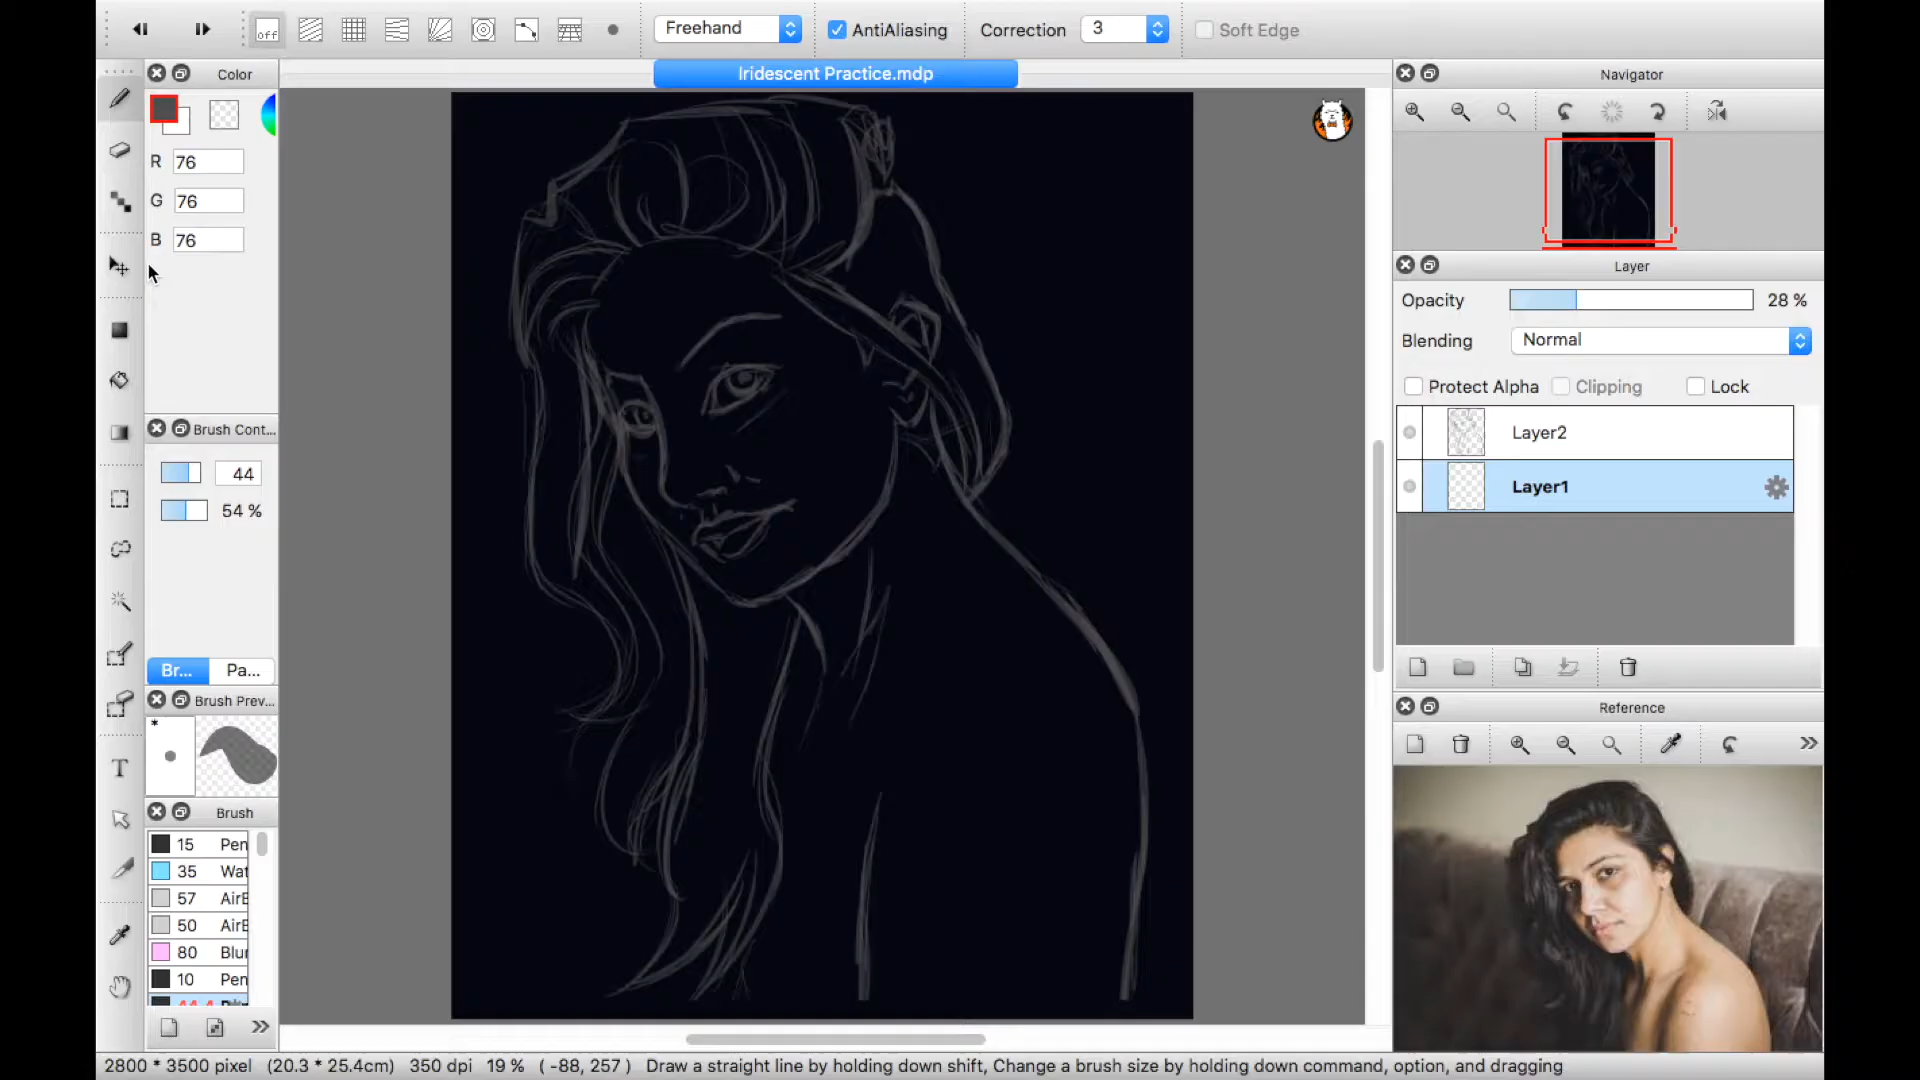 off
Freehand
AntiAliasing
Correction
3
Soft Edge
Color
Iridescent Practice.mdp
Navigator
R 76
G 76
B 76
Layer
Opacity
28 %
Blending
Normal
Protect Alpha
Clipping
Lock
Layer2
Layer1
Brush Cont...
44
54 %
Br...
Pa...
Brush Prev...
*
Reference
T
Brush
15 Pen
35 Wat
57 AirB
50 AirB
80 Blur
10 Pen
2800 * 3500 pixel (20.3 * 25.4cm) 350 dpi 19 % ( -88, 257 ) Draw a straight line by holding down shift, Change a brush size by holding down command, option, and dragging